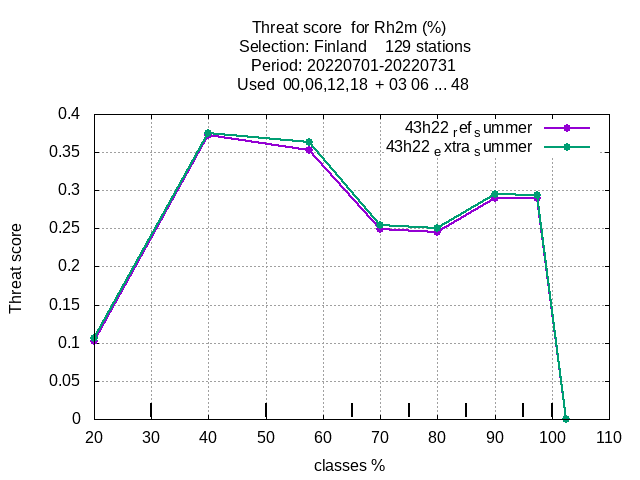 Threat score for Rh2m (%)
Selection: Finland 129 stations
Period: 20220701-20220731
Used 00,06,12,18 + 03 06 ... 48
43h22 ref summer
43h22 extra summer
0.4
0.35
0.3
0.25
0.2
0.15
0.1
0.05
0
Threat score
20 30 40 50 60 70 80 90 100 110
classes %